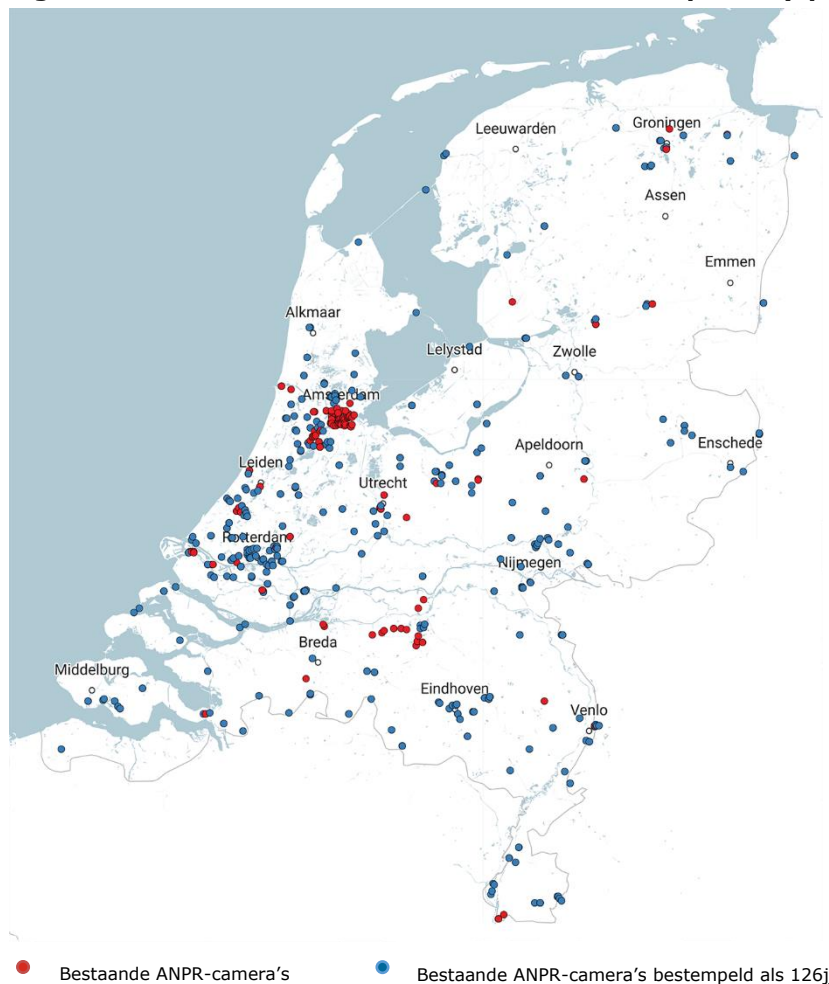 Leeuwarden
Groningen
Assen
Emmen
Alkmaar
Lelystad
Zwolle
Amsterdam
Apeldoorn
Enschede
Leiden
Utrecht
Rotterdam
Nijmegen
Breda
Middelburg
Eindhoven
Venlo
Bestaande ANPR-camera's
Bestaande ANPR-camera's bestempeld als 126j